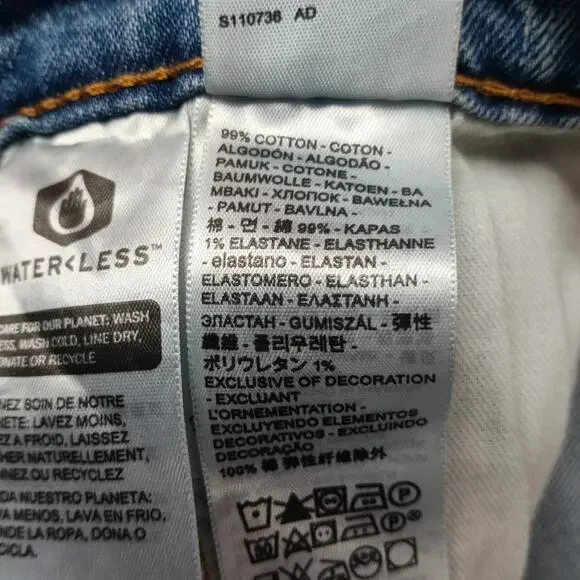 S110736 AD
WATER<LESS™
CARE FOR OUR PLANET: WASH
LESS, WASH COLD, LINE DRY,
DONATE OR RECYCLE
NEZ SOIN DE NOTRE
NETE: LAVEZ MOINS,
EZ A FROID, LAISSEZ
HER NATURELLEMENT,
NEZ OU RECYCLEZ
DA NUESTRO PLANETA:
VA MENOS, LAVA EN FRIO,
NDE LA ROPA, DONA O
CICLA.
99% COTTON - COTON -
ALGODÓN - ALGODÃO -
PAMUK - COTONE -
BAUMWOLLE - KATOEN - BA
MBAKI - ХЛОПОК - BAWEŁNA
- PAMUT - BAVLNA -
棉 - 면 - 綿 99% - KAPAS
1% ELASTANE - ELASTHANNE
- elastano - ELASTAN -
ELASTOMERO - ELASTHAN -
ELASTAAN - ΕΛΑΣΤΑΝΗ -
ЭЛАСТАН - GUMISZÁL - 彈性
纖維 - 폴리우레탄 -
ポリウレタン 1%
EXCLUSIVE OF DECORATION
- EXCLUANT
L'ORNEMENTATION -
EXCLUYENDO ELEMENTOS
DECORATIVOS - EXCLUINDO
DECORAÇÃO
100% 棉 彈性纖維除外